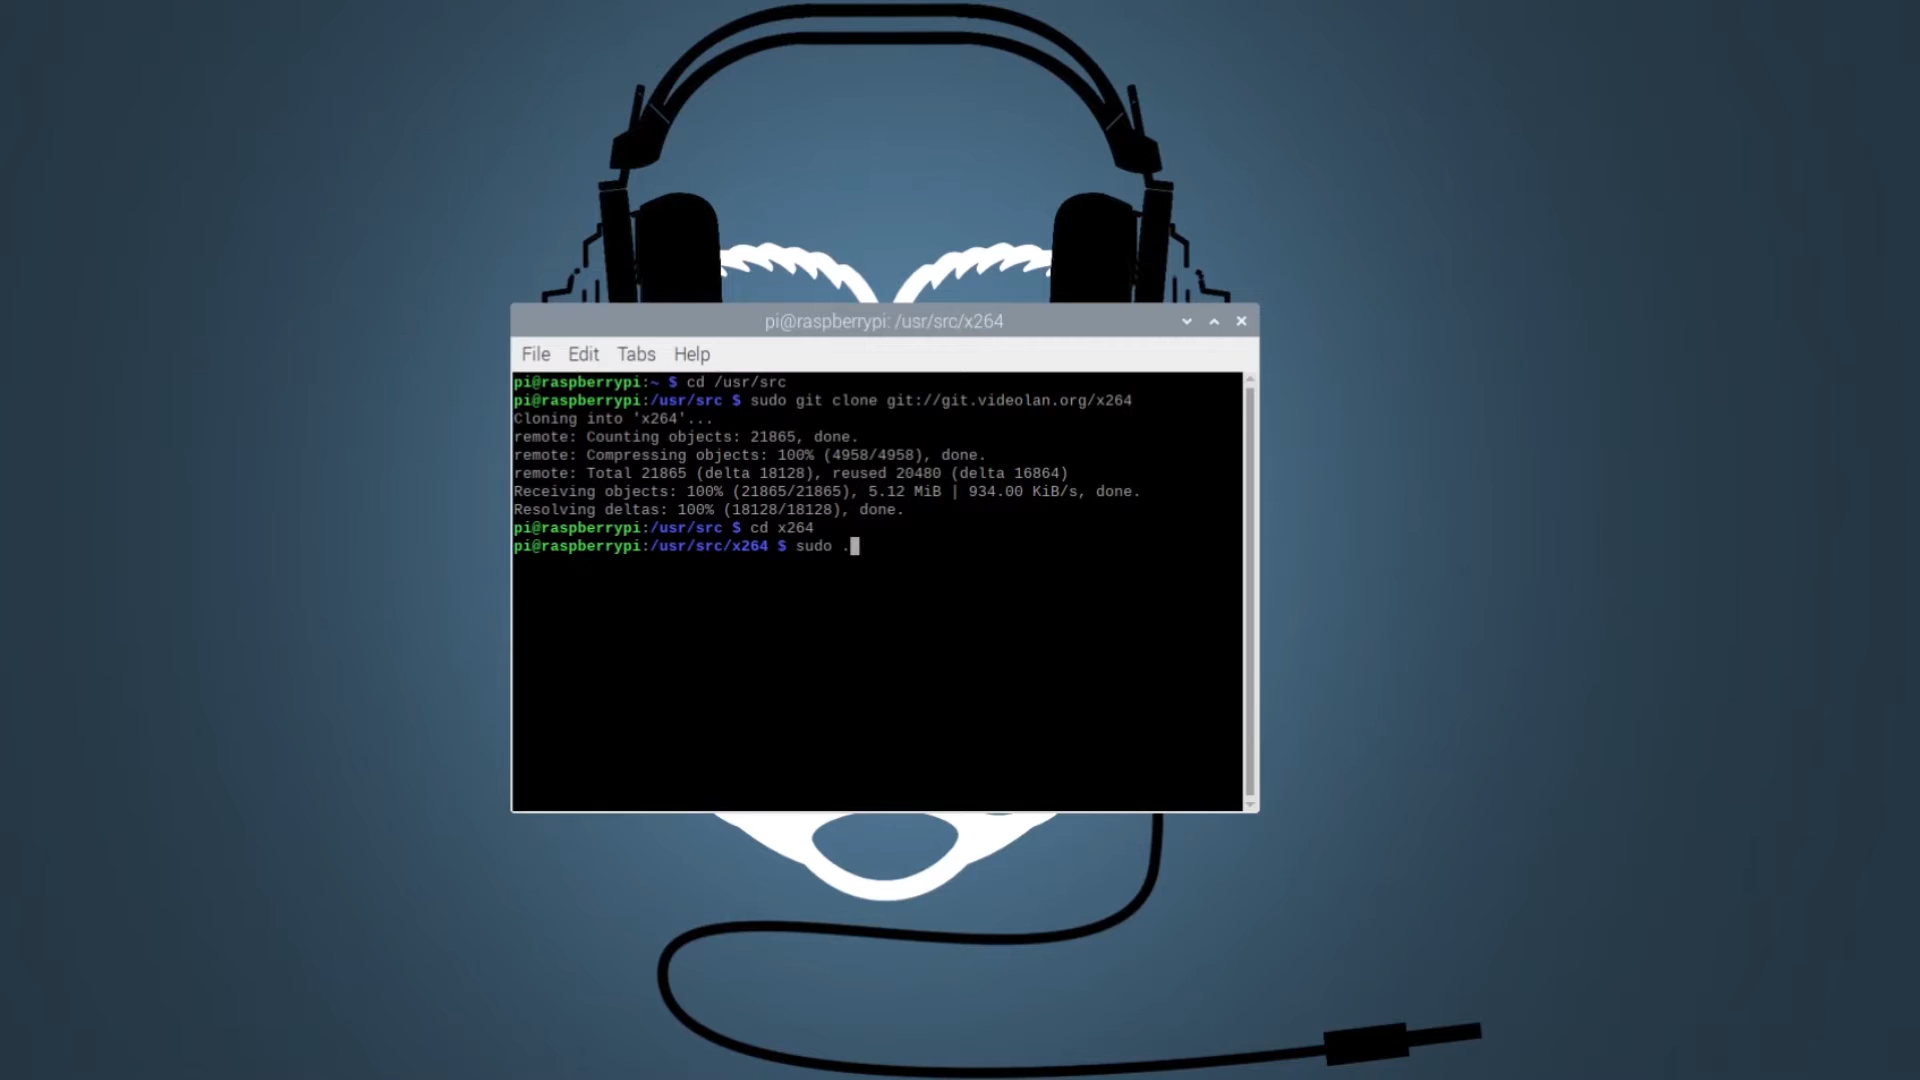 pi@raspberrypi: /usr/src/x264
File Edit Tabs Help
pi@raspberrypi:~ $ cd /usr/src
pi@raspberrypi:/usr/src $ sudo git clone git://git.videolan.org/x264
Cloning into 'x264'...
remote: Counting objects: 21865, done.
remote: Compressing objects: 100% (4958/4958), done.
remote: Total 21865 (delta 18128), reused 20480 (delta 16864)
Receiving objects: 100% (21865/21865), 5.12 MiB | 934.00 KiB/s, done.
Resolving deltas: 100% (18128/18128), done.
pi@raspberrypi:/usr/src $ cd x264
pi@raspberrypi:/usr/src/x264 $ sudo .